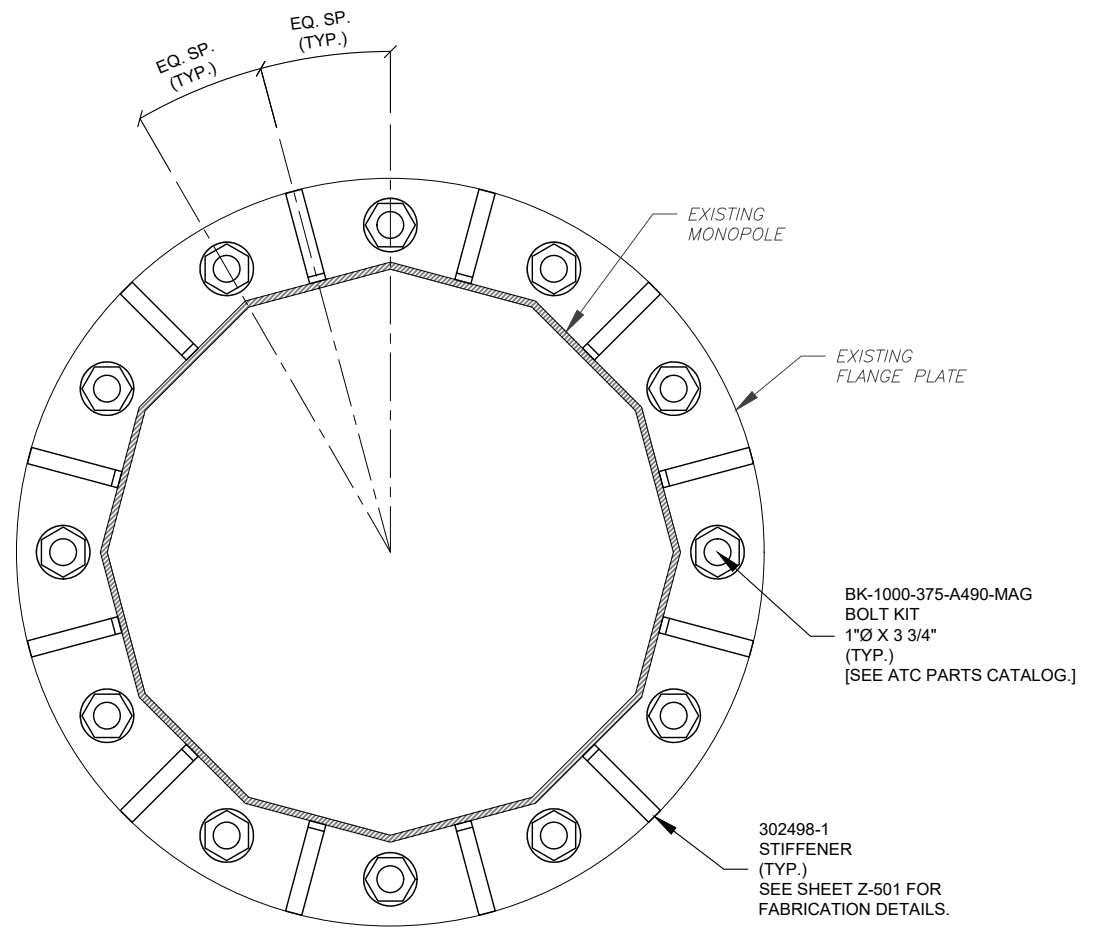 EQ. SP.
(TYP.)
EQ. SP.
(TYP.)
EXISTING
MONOPOLE
EXISTING
FLANGE PLATE
BK-1000-375-A490-MAG
BOLT KIT
1"Ø X 3 3/4"
(TYP.)
[SEE ATC PARTS CATALOG.]
302498-1
STIFFENER
(TYP.)
SEE SHEET Z-501 FOR
FABRICATION DETAILS.